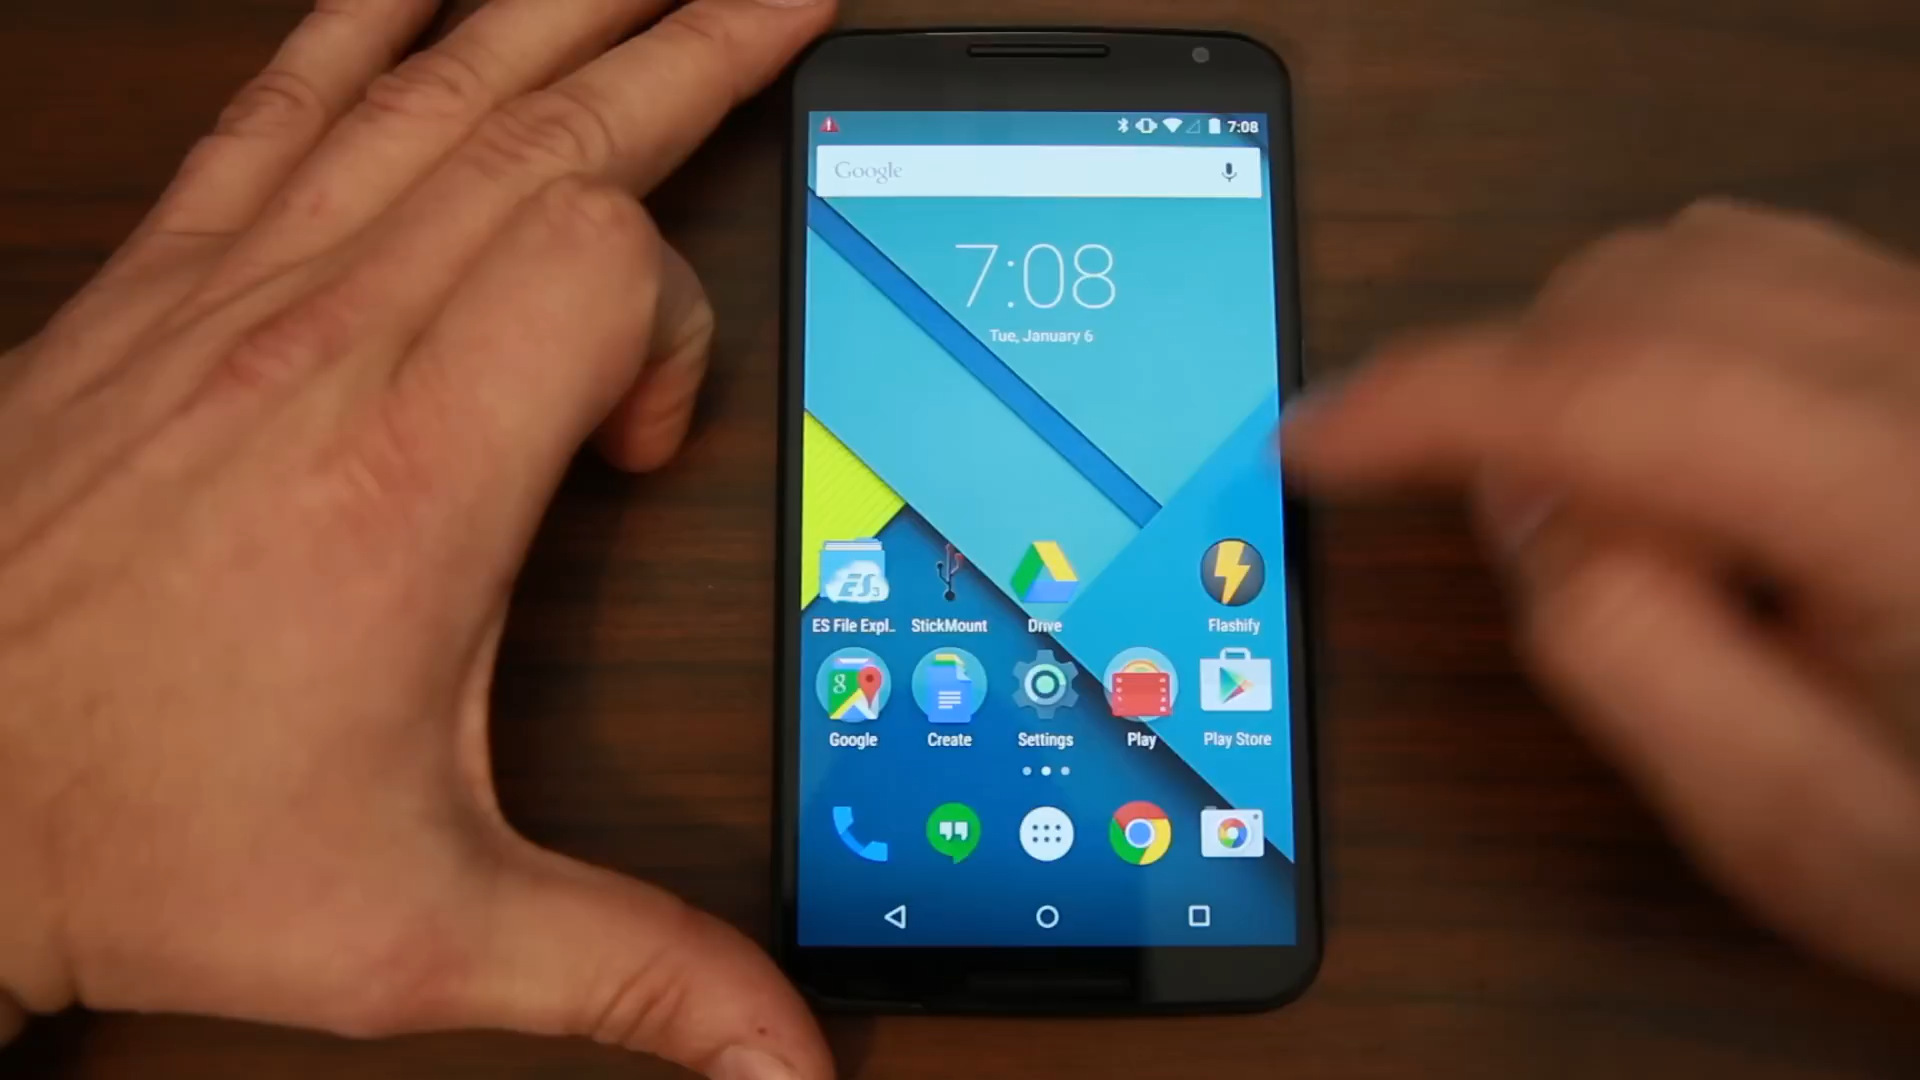 7:08
Google
7:08
Tue, January 6
ES File Expl..
StickMount
Drive
Flashify
Google
Create
Settings
Play
Play Store